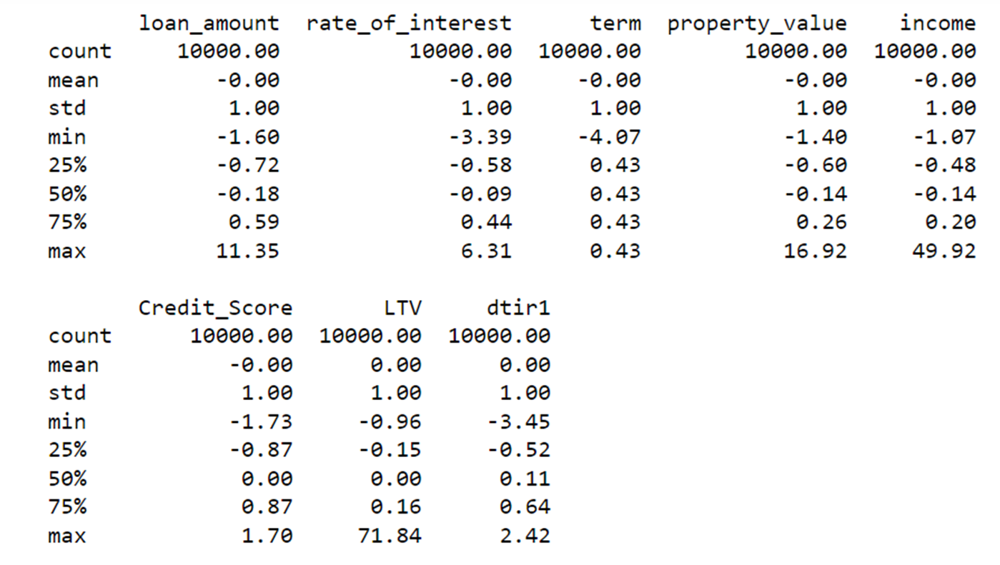 loan_amount rate_of_interest term property_value income
count 10000.00 10000.00 10000.00 10000.00 10000.00
mean -0.00 -0.00 -0.00 -0.00 -0.00
std 1.00 1.00 1.00 1.00 1.00
min -1.60 -3.39 -4.07 -1.40 -1.07
25% -0.72 -0.58 0.43 -0.60 -0.48
50% -0.18 -0.09 0.43 -0.14 -0.14
75% 0.59 0.44 0.43 0.26 0.20
max 11.35 6.31 0.43 16.92 49.92
Credit_Score LTV dtir1
count 10000.00 10000.00 10000.00
mean -0.00 0.00 0.00
std 1.00 1.00 1.00
min -1.73 -0.96 -3.45
25% -0.87 -0.15 -0.52
50% 0.00 0.00 0.11
75% 0.87 0.16 0.64
max 1.70 71.84 2.42